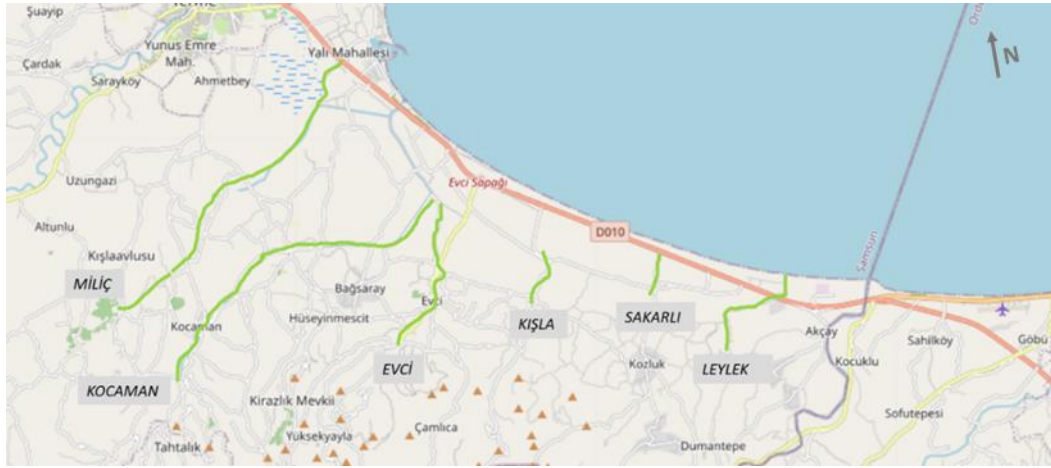 Terme
Şuayip
Yunus Emre
Mah.
Yalı Mahallesi
Çardak
Sarayköy
Ahmetbey
N
Uzungazi
Evci Sapağı
Altunlu
D010
Samsun
Kışlaavlusu
MİLİÇ
Bağsaray
Evci
Kocaman
Hüseyinmescit
KIŞLA
SAKARLI
Akçay
Sahilköy
Göbü
KOCAMAN
EVCİ
Kozluk
LEYLEK
Kocuklu
Kirazlık Mevkii
Çamlıca
Sofutepesi
Yüksekyayla
Tahtalık
Dumantepe